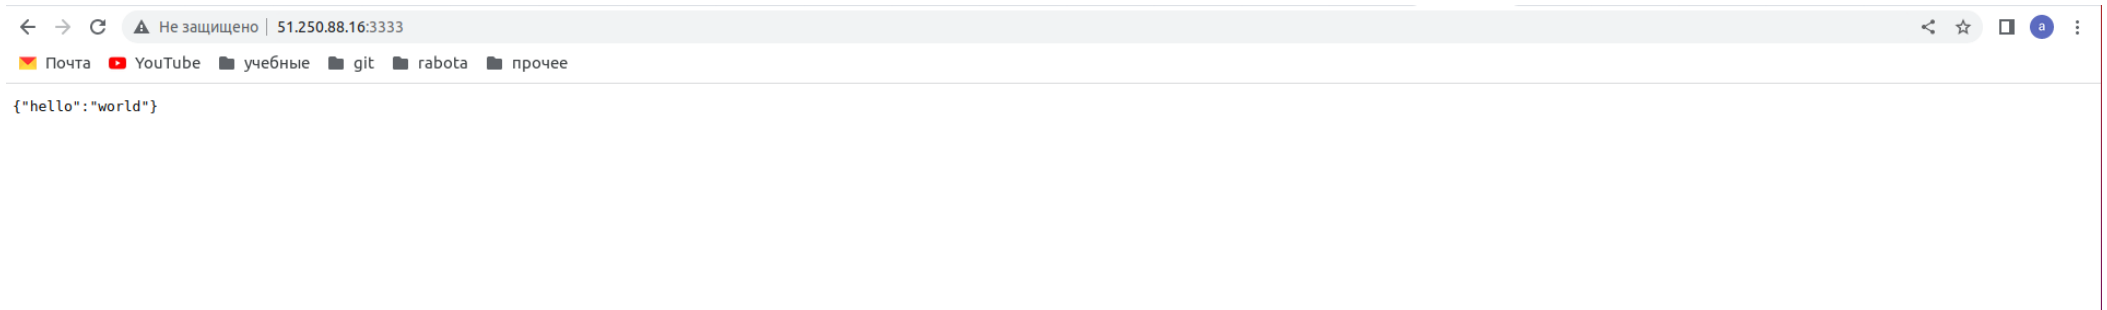 Не защищено 51.250.88.16:3333
a
Почта YouTube учебные git rabota прочее
{"hello":"world"}